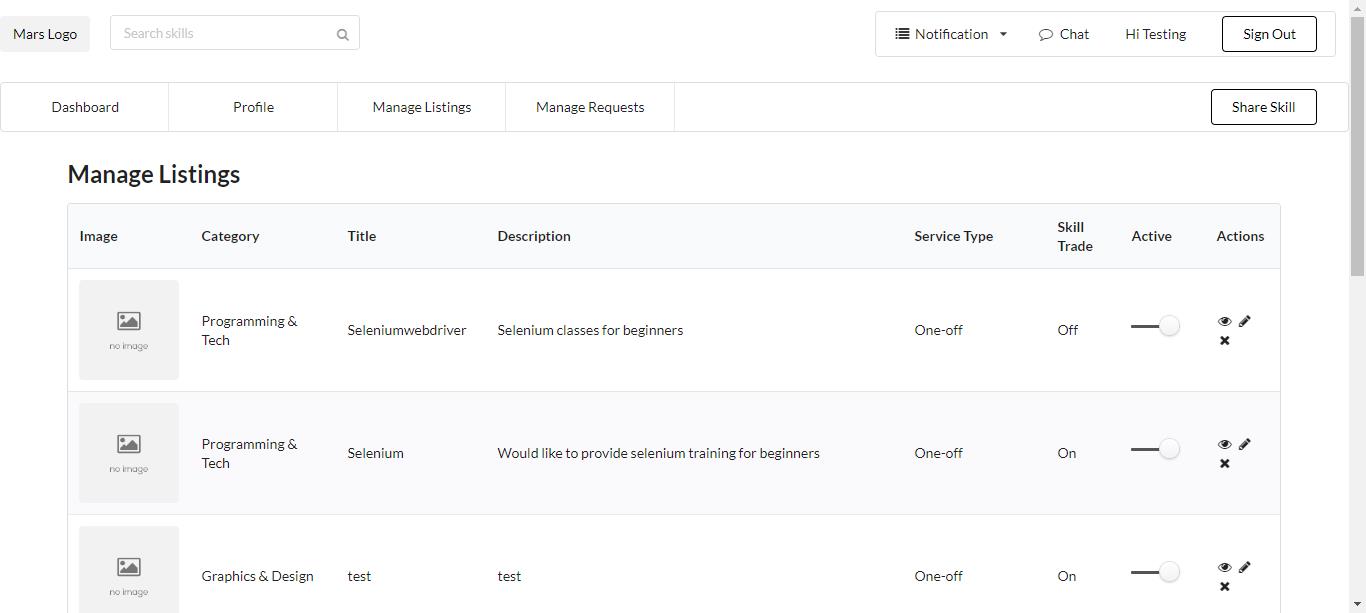 Mars Logo
Search skills
Notification
Chat
Hi Testing
Sign Out
Dashboard
Profile
Manage Listings
Manage Requests
Share Skill
Manage Listings
Image
Category
Title
Description
Service Type
Skill
Trade
Active
Actions
no image
Programming &
Tech
Seleniumwebdriver
Selenium classes for beginners
One-off
Off
no image
Programming &
Tech
Selenium
Would like to provide selenium training for beginners
One-off
On
no image
Graphics & Design
test
test
One-off
On